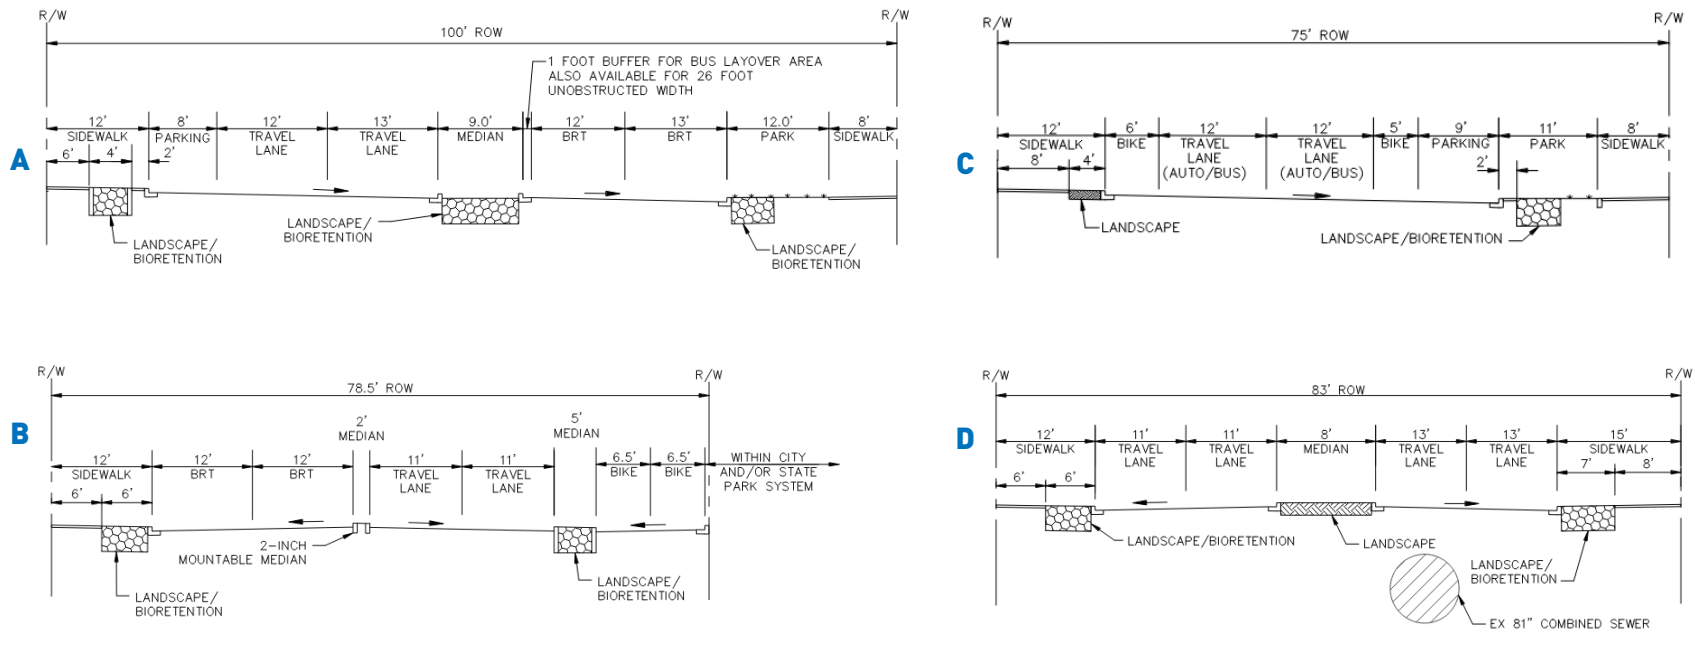 A
R/W
R/W
100' ROW
1 FOOT BUFFER FOR BUS LAYOVER AREA
ALSO AVAILABLE FOR 26 FOOT
UNOBSTRUCTED WIDTH
12'
SIDEWALK
8'
PARKING
12'
TRAVEL
LANE
13'
TRAVEL
LANE
9.0'
MEDIAN
12'
BRT
13'
BRT
12.0'
PARK
8'
SIDEWALK
6'
4'
2'
LANDSCAPE/
BIORETENTION
LANDSCAPE/
BIORETENTION
LANDSCAPE/
BIORETENTION
C
R/W
R/W
75' ROW
12'
SIDEWALK
6'
BIKE
12'
TRAVEL
LANE
(AUTO/BUS)
12'
TRAVEL
LANE
(AUTO/BUS)
5'
BIKE
9'
PARKING
11'
PARK
8'
SIDEWALK
8'
4'
2'
LANDSCAPE
LANDSCAPE/BIORETENTION
B
R/W
R/W
78.5' ROW
12'
SIDEWALK
12'
BRT
12'
BRT
2'
MEDIAN
11'
TRAVEL
LANE
11'
TRAVEL
LANE
5'
MEDIAN
6.5'
BIKE
6.5'
BIKE
WITHIN CITY
AND/OR STATE
PARK SYSTEM
6'
6'
2-INCH
MOUNTABLE MEDIAN
LANDSCAPE/
BIORETENTION
LANDSCAPE/
BIORETENTION
D
R/W
R/W
83' ROW
12'
SIDEWALK
11'
TRAVEL
LANE
11'
TRAVEL
LANE
8'
MEDIAN
13'
TRAVEL
LANE
13'
TRAVEL
LANE
15'
SIDEWALK
6'
6'
7'
8'
LANDSCAPE/BIORETENTION
LANDSCAPE
LANDSCAPE/
BIORETENTION
EX 81" COMBINED SEWER